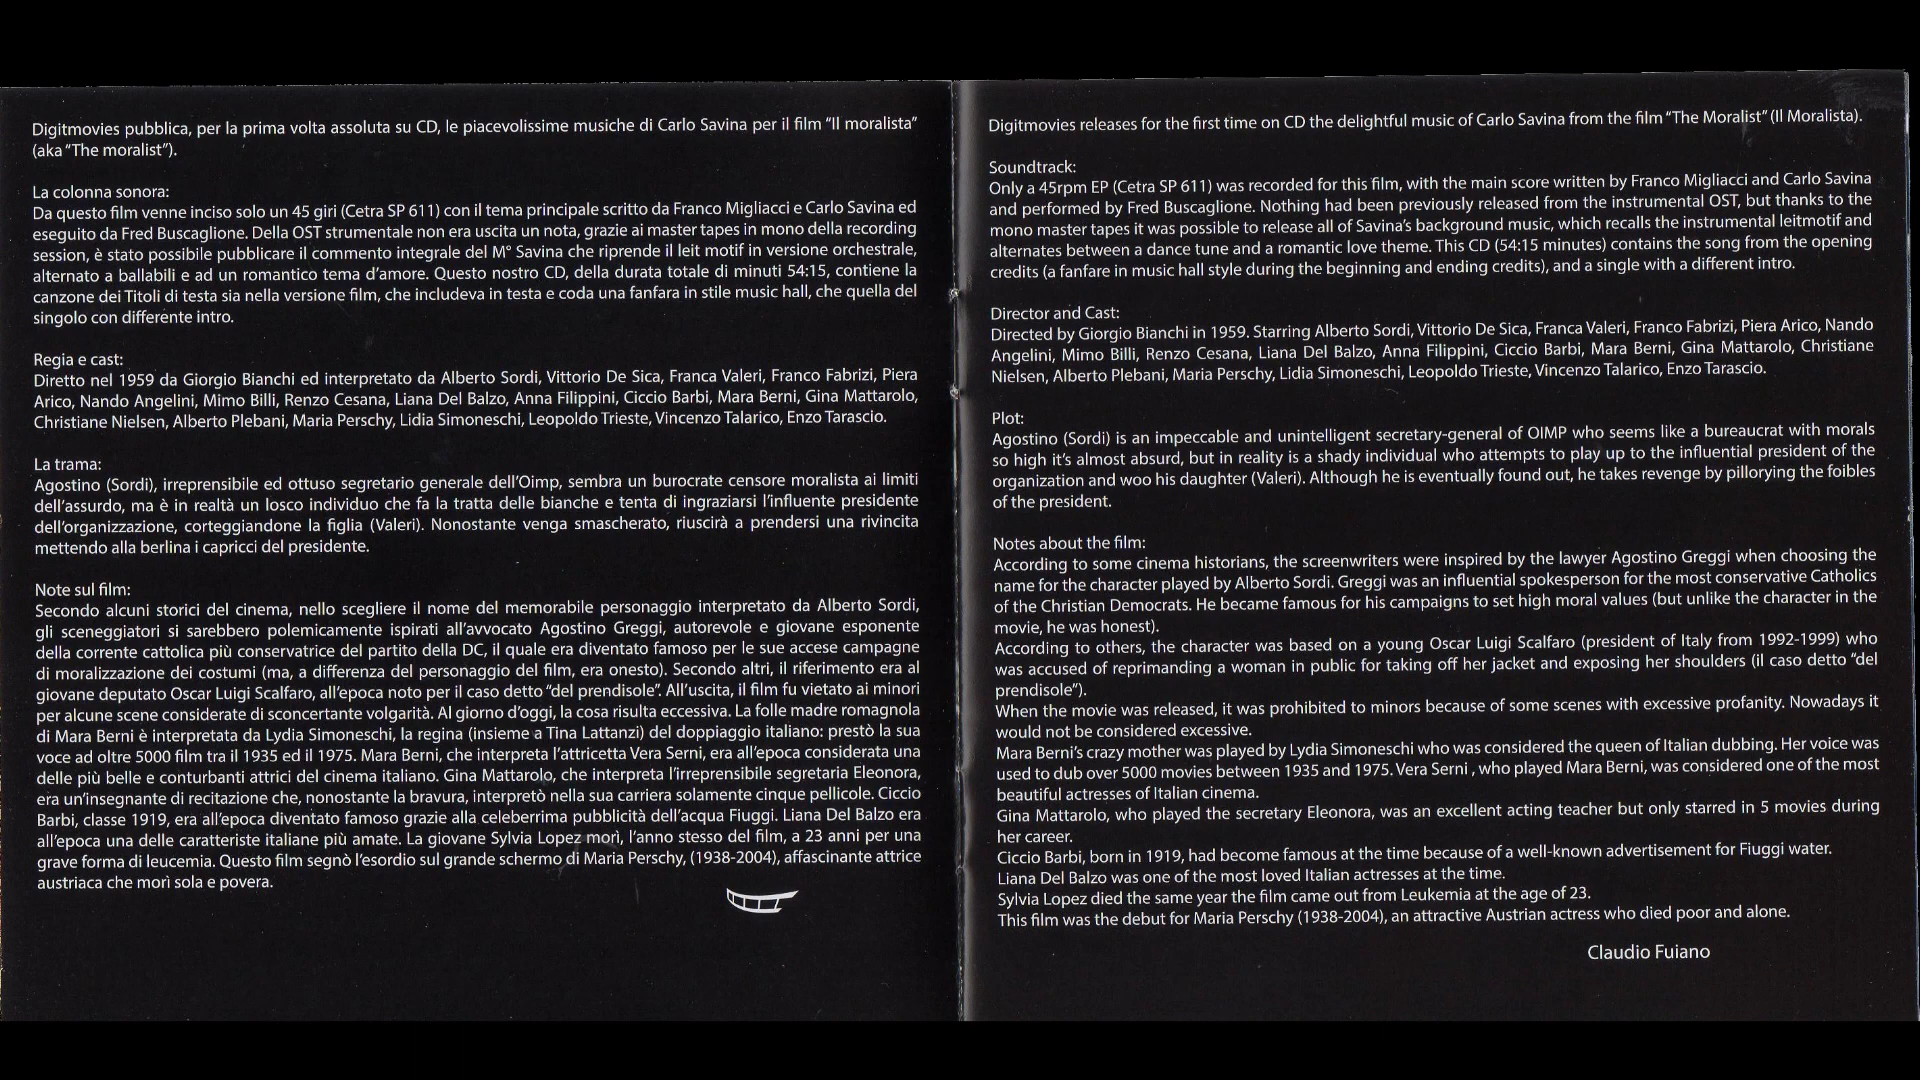 Digitmovies pubblica, per la prima volta assoluta su CD, le piacevolissime musiche di Carlo Savina per il film "Il moralista"
(aka "The moralist").
La colonna sonora:
Da questo film venne inciso solo un 45 giri (Cetra SP 611) con il tema principale scritto da Franco Migliacci e Carlo Savina ed
eseguito da Fred Buscaglione. Della OST strumentale non era uscita un nota, grazie ai master tapes in mono della recording
session, è stato possibile pubblicare il commento integrale del M° Savina che riprende il leit motif in versione orchestrale,
alternato a ballabili e ad un romantico tema d'amore. Questo nostro CD, della durata totale di minuti 54:15, contiene la
canzone dei Titoli di testa sia nella versione film, che includeva in testa e coda una fanfara in stile music hall, che quella del
singolo con differente intro.
Regia e cast:
Diretto nel 1959 da Giorgio Bianchi ed interpretato da Alberto Sordi, Vittorio De Sica, Franca Valeri, Franco Fabrizi, Piera
Arico, Nando Angelini, Mimo Billi, Renzo Cesana, Liana Del Balzo, Anna Filippini, Ciccio Barbi, Mara Berni, Gina Mattarolo,
Christiane Nielsen, Alberto Plebani, Maria Perschy, Lidia Simoneschi, Leopoldo Trieste, Vincenzo Talarico, Enzo Tarascio.
La trama:
Agostino (Sordi), irreprensibile ed ottuso segretario generale dell'Oimp, sembra un burocrate censore moralista ai limiti
dell'assurdo, ma è in realtà un losco individuo che fa la tratta delle bianche e tenta di ingraziarsi l'influente presidente
dell'organizzazione, corteggiandone la figlia (Valeri). Nonostante venga smascherato, riuscirà a prendersi una rivincita
mettendo alla berlina i capricci del presidente.
Note sul film:
Secondo alcuni storici del cinema, nello scegliere il nome del memorabile personaggio interpretato da Alberto Sordi,
gli sceneggiatori si sarebbero polemicamente ispirati all'avvocato Agostino Greggi, autorevole e giovane esponente
della corrente cattolica più conservatrice del partito della DC, il quale era diventato famoso per le sue accese campagne
di moralizzazione dei costumi (ma, a differenza del personaggio del film, era onesto). Secondo altri, il riferimento era al
giovane deputato Oscar Luigi Scalfaro, all'epoca noto per il caso detto "del prendisole". All'uscita, il film fu vietato ai minori
per alcune scene considerate di sconcertante volgarità. Al giorno d'oggi, la cosa risulta eccessiva. La folle madre romagnola
di Mara Berni è interpretata da Lydia Simoneschi, la regina (insieme a Tina Lattanzi) del doppiaggio italiano: prestò la sua
voce ad oltre 5000 film tra il 1935 ed il 1975. Mara Berni, che interpreta l'attricetta Vera Serni, era all'epoca considerata una
delle più belle e conturbanti attrici del cinema italiano. Gina Mattarolo, che interpreta l'irreprensibile segretaria Eleonora,
era un'insegnante di recitazione che, nonostante la bravura, interpretò nella sua carriera solamente cinque pellicole. Ciccio
Barbi, classe 1919, era all'epoca diventato famoso grazie alla celeberrima pubblicità dell'acqua Fiuggi. Liana Del Balzo era
all'epoca una delle caratteriste italiane più amate. La giovane Sylvia Lopez morì, l'anno stesso del film, a 23 anni per una
grave forma di leucemia. Questo film segnò l'esordio sul grande schermo di Maria Perschy, (1938-2004), affascinante attrice
austriaca che morì sola e povera.
Digitmovies releases for the first time on CD the delightful music of Carlo Savina from the film "The Moralist" (Il Moralista).
Soundtrack:
Only a 45rpm EP (Cetra SP 611) was recorded for this film, with the main score written by Franco Migliacci and Carlo Savina
and performed by Fred Buscaglione. Nothing had been previously released from the instrumental OST, but thanks to the
mono master tapes it was possible to release all of Savina's background music, which recalls the instrumental leitmotif and
alternates between a dance tune and a romantic love theme. This CD (54:15 minutes) contains the song from the opening
credits (a fanfare in music hall style during the beginning and ending credits), and a single with a different intro.
Director and Cast:
Directed by Giorgio Bianchi in 1959. Starring Alberto Sordi, Vittorio De Sica, Franca Valeri, Franco Fabrizi, Piera Arico, Nando
Angelini, Mimo Billi, Renzo Cesana, Liana Del Balzo, Anna Filippini, Ciccio Barbi, Mara Berni, Gina Mattarolo, Christiane
Nielsen, Alberto Plebani, Maria Perschy, Lidia Simoneschi, Leopoldo Trieste, Vincenzo Talarico, Enzo Tarascio.
Plot:
Agostino (Sordi) is an impeccable and unintelligent secretary-general of OIMP who seems like a bureaucrat with morals
so high it's almost absurd, but in reality is a shady individual who attempts to play up to the influential president of the
organization and woo his daughter (Valeri). Although he is eventually found out, he takes revenge by pillorying the foibles
of the president.
Notes about the film:
According to some cinema historians, the screenwriters were inspired by the lawyer Agostino Greggi when choosing the
name for the character played by Alberto Sordi. Greggi was an influential spokesperson for the most conservative Catholics
of the Christian Democrats. He became famous for his campaigns to set high moral values (but unlike the character in the
movie, he was honest).
According to others, the character was based on a young Oscar Luigi Scalfaro (president of Italy from 1992-1999) who
was accused of reprimanding a woman in public for taking off her jacket and exposing her shoulders (il caso detto "del
prendisole").
When the movie was released, it was prohibited to minors because of some scenes with excessive profanity. Nowadays it
would not be considered excessive.
Mara Berni's crazy mother was played by Lydia Simoneschi who was considered the queen of Italian dubbing. Her voice was
used to dub over 5000 movies between 1935 and 1975. Vera Serni , who played Mara Berni, was considered one of the most
beautiful actresses of Italian cinema.
Gina Mattarolo, who played the secretary Eleonora, was an excellent acting teacher but only starred in 5 movies during
her career.
Ciccio Barbi, born in 1919, had become famous at the time because of a well-known advertisement for Fiuggi water.
Liana Del Balzo was one of the most loved Italian actresses at the time.
Sylvia Lopez died the same year the film came out from Leukemia at the age of 23.
This film was the debut for Maria Perschy (1938-2004), an attractive Austrian actress who died poor and alone.
Claudio Fuiano